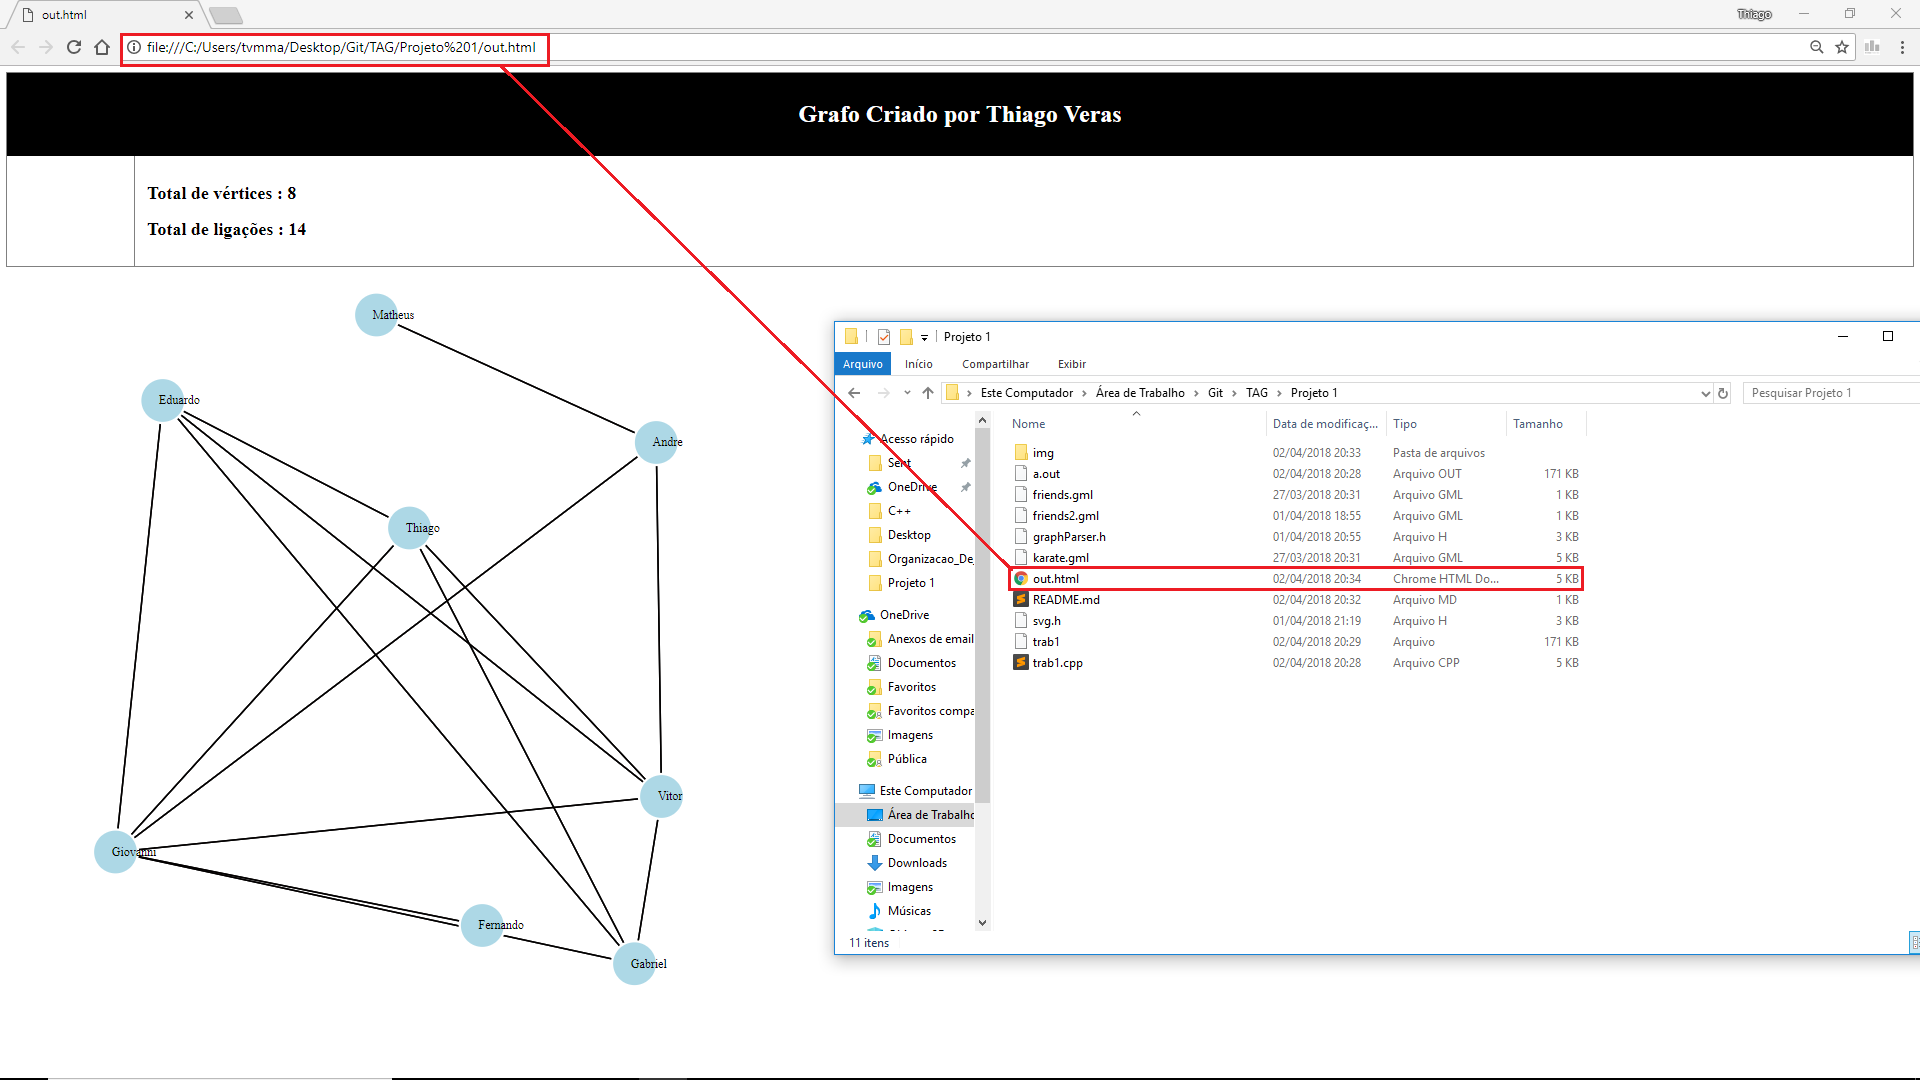 out.html
Thiago
file:///C:/Users/tvmma/Desktop/Git/TAG/Projeto%201/out.html
Grafo Criado por Thiago Veras
Total de vértices : 8
Total de ligações : 14
Matheus
Eduardo
Andre
Thiago
Vitor
Giovanni
Fernando
Gabriel
Projeto 1
Arquivo Início Compartilhar Exibir
Este Computador › Área de Trabalho › Git › TAG › Projeto 1
Pesquisar Projeto 1
Acesso rápido
Sent
OneDrive
C++
Desktop
Organizacao_De_
Projeto 1
OneDrive
Anexos de email
Documentos
Favoritos
Favoritos compa
Imagens
Pública
Este Computador
Área de Trabalho
Documentos
Downloads
Imagens
Músicas
Nome Data de modificaç... Tipo Tamanho
img 02/04/2018 20:33 Pasta de arquivos
a.out 02/04/2018 20:28 Arquivo OUT 171 KB
friends.gml 27/03/2018 20:31 Arquivo GML 1 KB
friends2.gml 01/04/2018 18:55 Arquivo GML 1 KB
graphParser.h 01/04/2018 20:55 Arquivo H 3 KB
karate.gml 27/03/2018 20:31 Arquivo GML 5 KB
out.html 02/04/2018 20:34 Chrome HTML Do... 5 KB
README.md 02/04/2018 20:32 Arquivo MD 1 KB
svg.h 01/04/2018 21:19 Arquivo H 3 KB
trab1 02/04/2018 20:29 Arquivo 171 KB
trab1.cpp 02/04/2018 20:28 Arquivo CPP 5 KB
11 itens